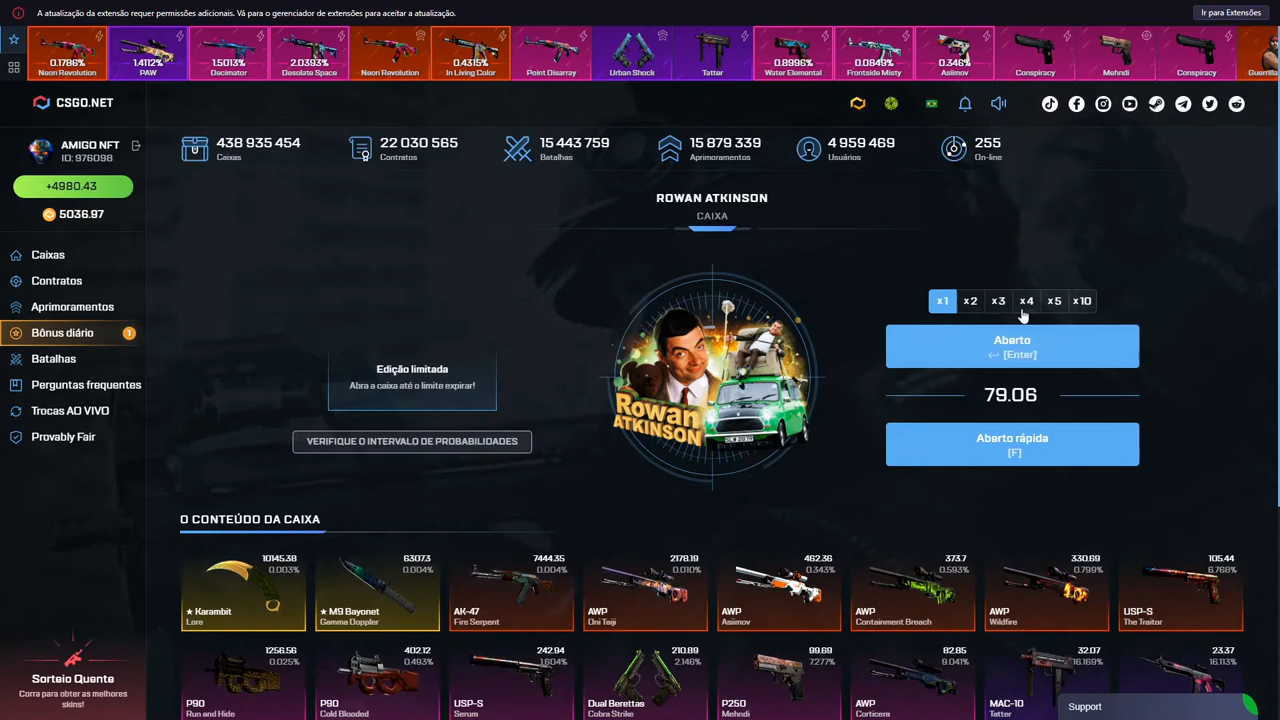 A atualização da extensão requer permissões adicionais. Vá para o gerenciador de extensões para aceitar a atualização.
Ir para Extensões
0.1786%
Neon Revolution
1.4112%
PAW
1.5013%
Decimator
2.0393%
Desolate Space
Neon Revolution
0.4315%
In Living Color
Point Disarray
Urban Shock
Tatter
0.8996%
Water Elemental
0.0849%
Frontside Misty
0.346%
Asiimov
Conspiracy
Mehndi
Conspiracy
Guerrilla
CSGO.NET
AMIGO NFT
ID: 976098
+4980.43
5036.97
Caixas
Contratos
Aprimoramentos
Bônus diário
1
Batalhas
Perguntas frequentes
Trocas AO VIVO
Provably Fair
Sorteio Quente
Corra para obter as melhores
skins!
438 935 454
Caixas
22 030 565
Contratos
15 443 759
Batalhas
15 879 339
Aprimoramentos
4 959 469
Usuários
255
On-line
ROWAN ATKINSON
CAIXA
Edição limitada
Abra a caixa até o limite expirar!
VERIFIQUE O INTERVALO DE PROBABILIDADES
Rowan
ATKINSON
x1 x2 x3 x4 x5 x10
Aberto
[Enter]
79.06
Aberto rápida
[F]
O CONTEÚDO DA CAIXA
10145.38
0.003%
★ Karambit
Lore
6307.3
0.004%
★ M9 Bayonet
Gamma Doppler
7444.35
0.004%
AK-47
Fire Serpent
2178.19
0.010%
AWP
Oni Taiji
462.36
0.343%
AWP
Asiimov
373.7
0.593%
AWP
Containment Breach
330.69
0.799%
AWP
Wildfire
105.44
6.768%
USP-S
The Traitor
1256.56
0.025%
P90
Run and Hide
402.12
0.493%
P90
Cold Blooded
242.94
1.604%
USP-S
Serum
210.89
2.146%
Dual Berettas
Cobra Strike
99.69
7.277%
P250
Mehndi
82.85
9.041%
AWP
Corticera
32.07
16.169%
MAC-10
Tatter
23.37
16.113%
Support